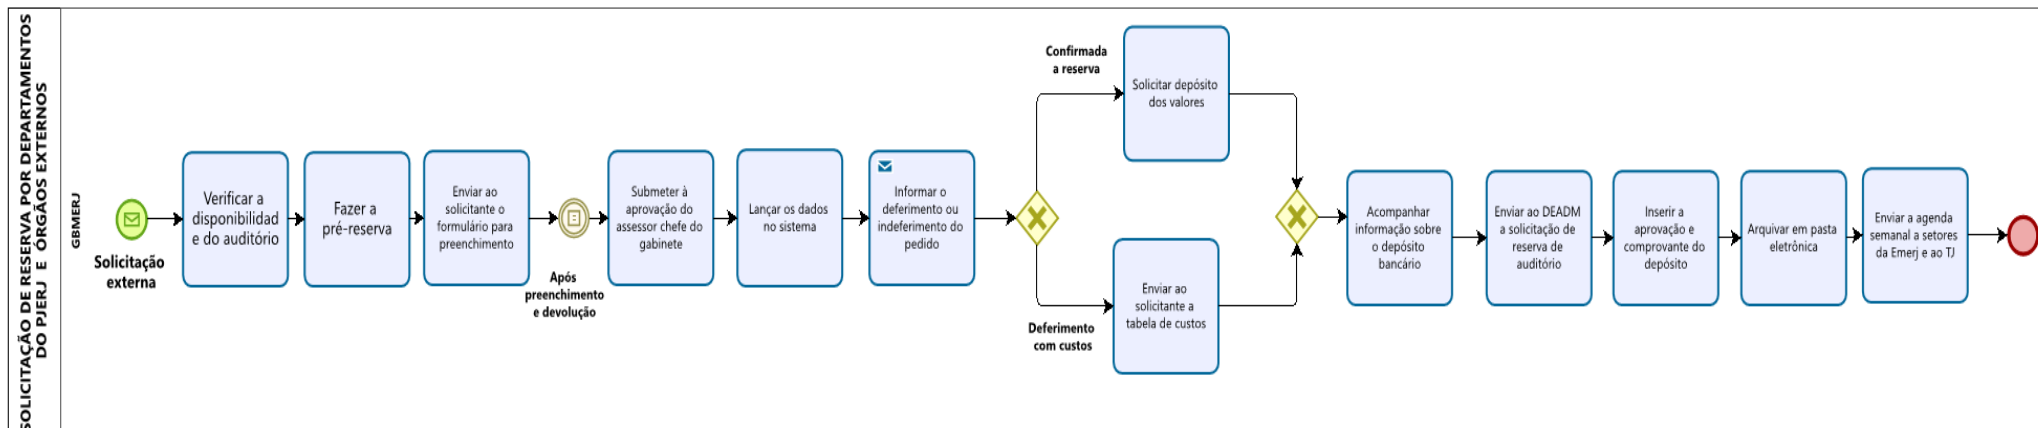 SOLICITAÇÃO DE RESERVA POR DEPARTAMENTOS
DO PJERJ E ÓRGÃOS EXTERNOS
GBMERJ
Solicitação
externa
Verificar a
disponibilidad
e do auditório
Fazer a
pré-reserva
Enviar ao
solicitante o
formulário para
preenchimento
Após
preenchimento
e devolução
Submeter à
aprovação do
assessor chefe do
gabinete
Lançar os dados
no sistema
Informar o
deferimento ou
indeferimento do
pedido
Confirmada
a reserva
Solicitar depósito
dos valores
Deferimento
com custos
Enviar ao
solicitante a
tabela de custos
Acompanhar
informação sobre
o depósito
bancário
Enviar ao DEADM
a solicitação de
reserva de
auditório
Inserir a
aprovação e
comprovante do
depósito
Arquivar em pasta
eletrônica
Enviar a agenda
semanal a setores
da Emerj e ao TJ